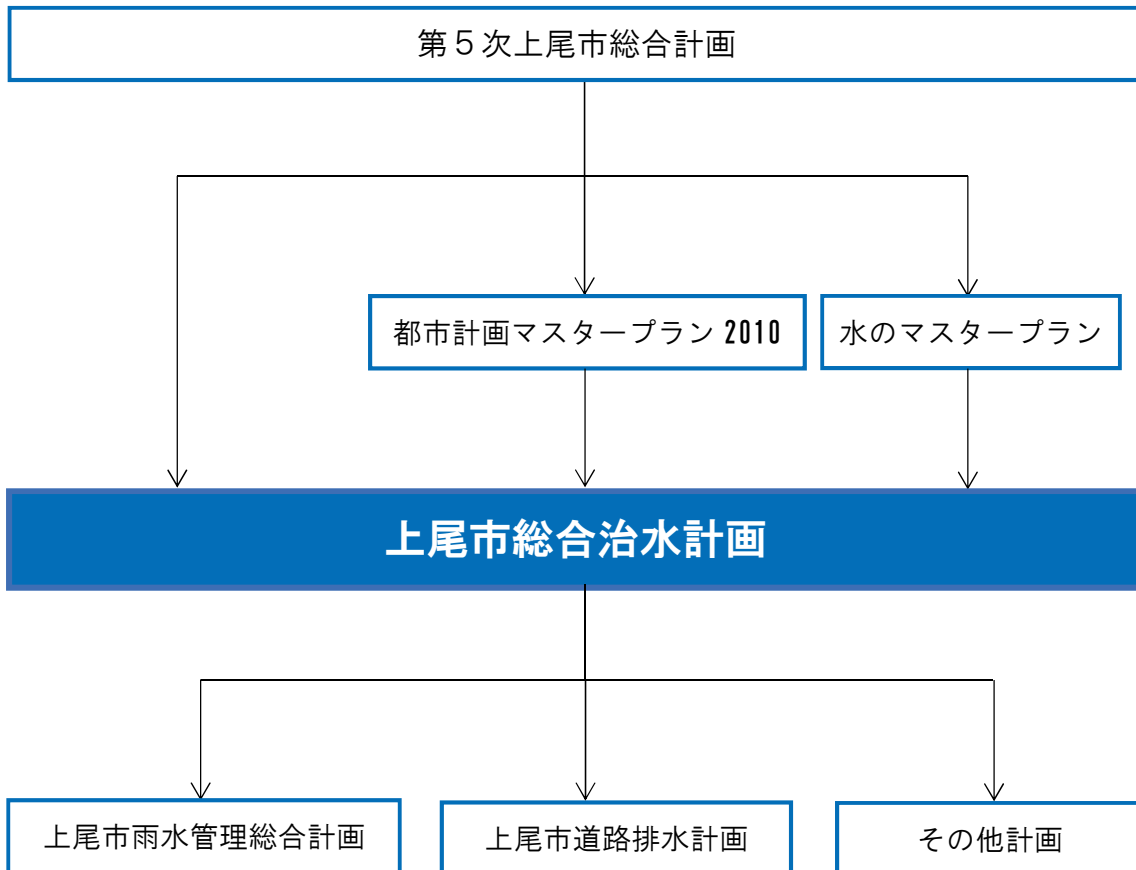 第５次上尾市総合計画
都市計画マスタープラン 2010
水のマスタープラン
上尾市総合治水計画
上尾市雨水管理総合計画
上尾市道路排水計画
その他計画